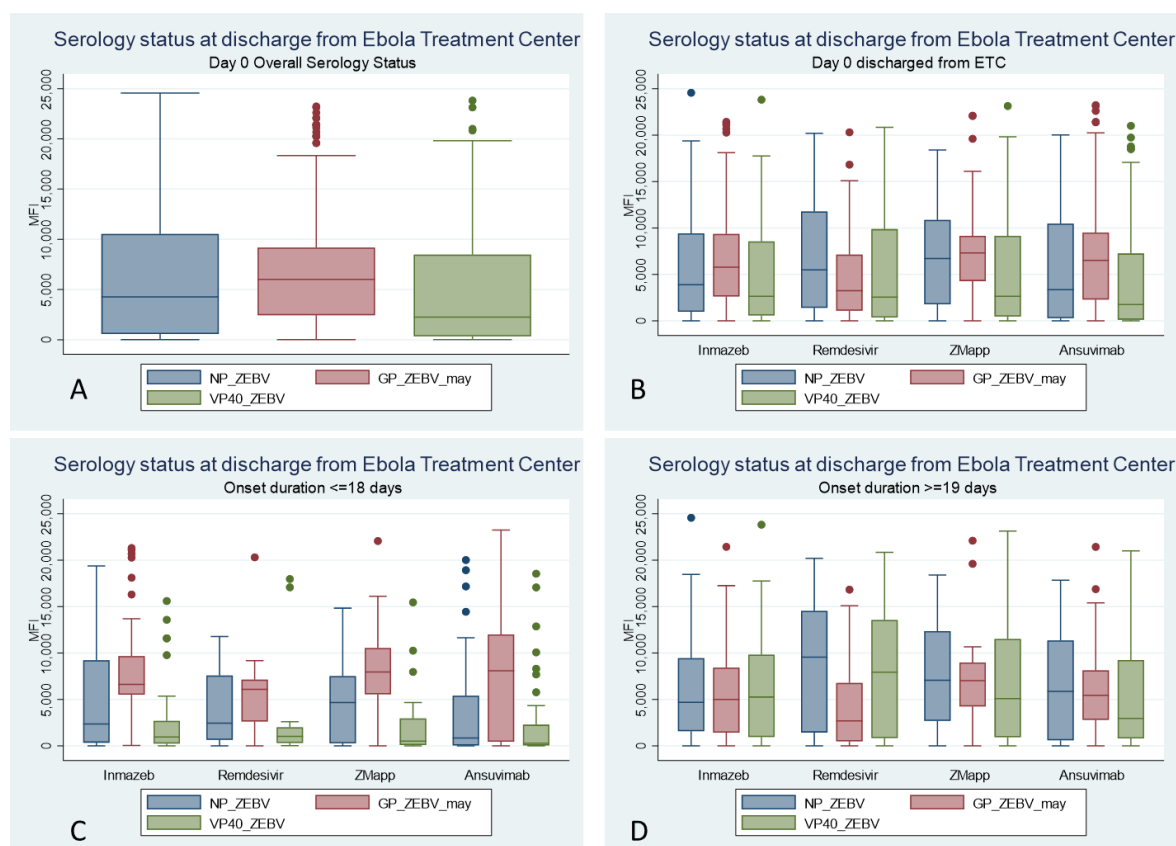 Serology status at discharge from Ebola Treatment Center
Day 0 Overall Serology Status
MFI
25,000
20,000
15,000
10,000
5,000
0
NP_ZEBV
GP_ZEBV_may
VP40_ZEBV
A
Serology status at discharge from Ebola Treatment Center
Day 0 discharged from ETC
MFI
25,000
20,000
15,000
10,000
5,000
0
Inmazeb Remdesivir ZMapp Ansuvimab
NP_ZEBV
GP_ZEBV_may
VP40_ZEBV
B
Serology status at discharge from Ebola Treatment Center
Onset duration <=18 days
MFI
25,000
20,000
15,000
10,000
5,000
0
Inmazeb Remdesivir ZMapp Ansuvimab
NP_ZEBV
GP_ZEBV_may
VP40_ZEBV
C
Serology status at discharge from Ebola Treatment Center
Onset duration >=19 days
MFI
25,000
20,000
15,000
10,000
5,000
0
Inmazeb Remdesivir ZMapp Ansuvimab
NP_ZEBV
GP_ZEBV_may
VP40_ZEBV
D